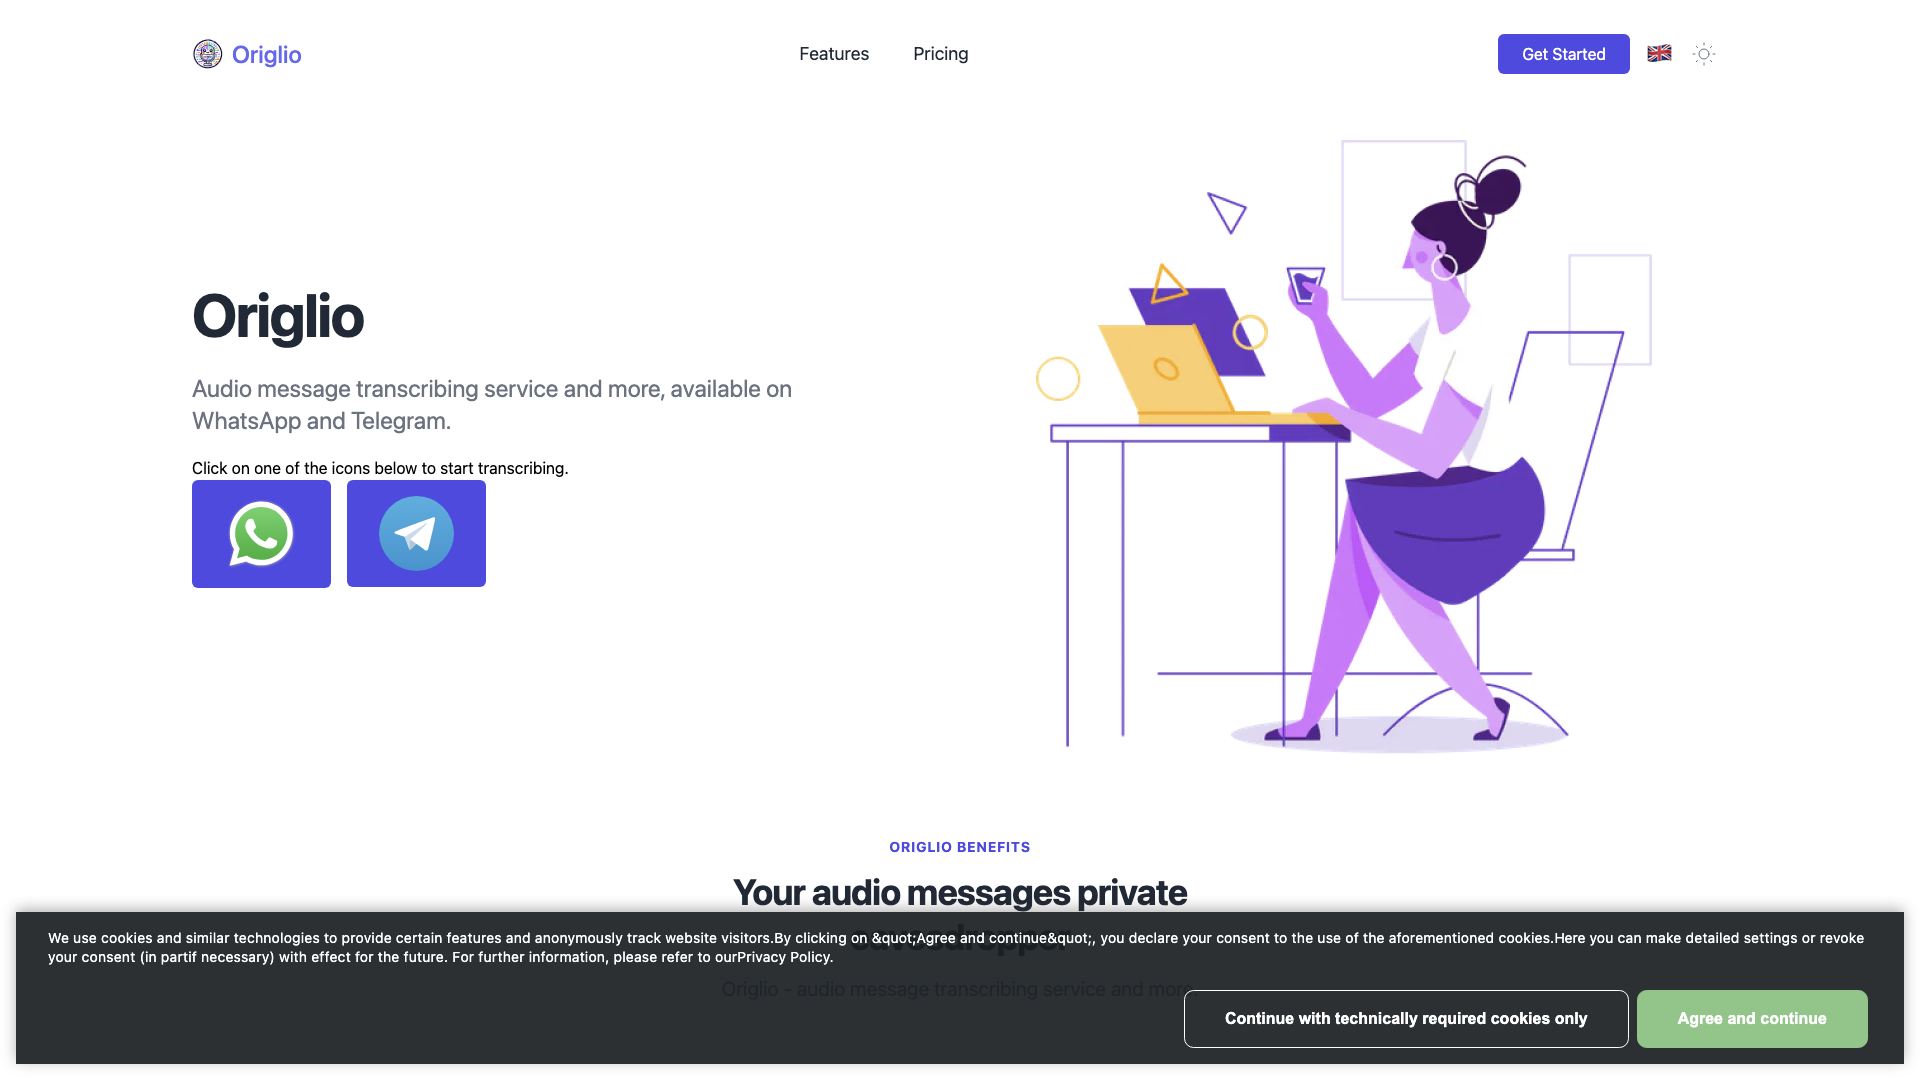 Origlio
Features
Pricing
Get Started
Origlio
Audio message transcribing service and more, available on
WhatsApp and Telegram.
Click on one of the icons below to start transcribing.
ORIGLIO BENEFITS
Your audio messages private
eavesdropper
We use cookies and similar technologies to provide certain features and anonymously track website visitors.By clicking on &quot;Agree and continue&quot;, you declare your consent to the use of the aforementioned cookies.Here you can make detailed settings or revoke
your consent (in partif necessary) with effect for the future. For further information, please refer to ourPrivacy Policy.
Origlio - audio message transcribing service and more.
Continue with technically required cookies only
Agree and continue